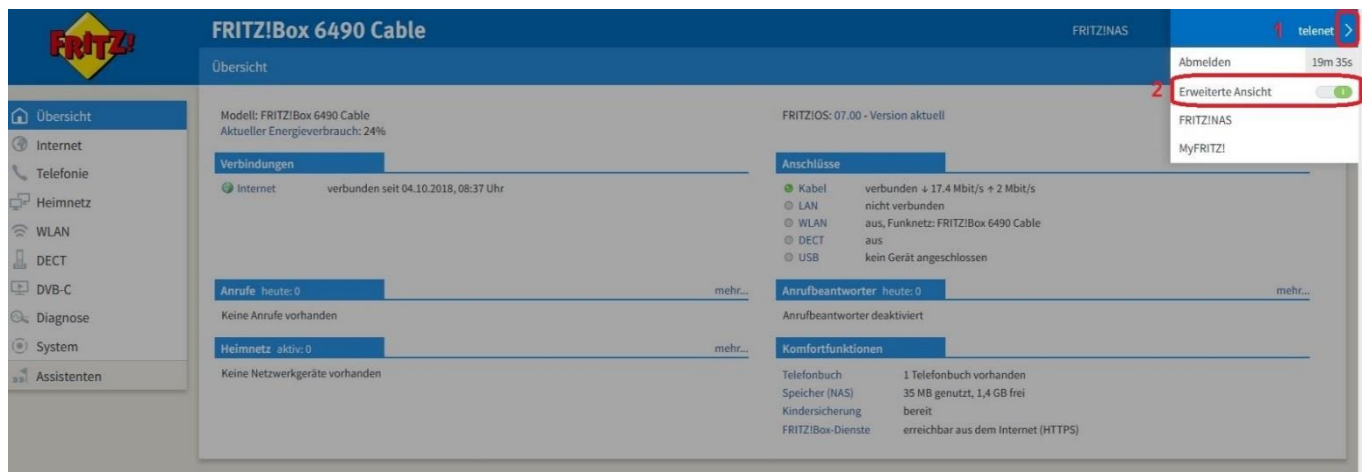 FRITZ!
FRITZ!Box 6490 Cable
FRITZ!NAS
1 telenet
Übersicht
Abmelden 19m 35s
2 Erweiterte Ansicht
FRITZ!NAS
MyFRITZ!
Übersicht
Internet
Telefonie
Heimnetz
WLAN
DECT
DVB-C
Diagnose
System
Assistenten
Modell: FRITZ!Box 6490 Cable
Aktueller Energieverbrauch: 24%
FRITZ!OS: 07.00 - Version aktuell
Verbindungen
Internet verbunden seit 04.10.2018, 08:37 Uhr
Anschlüsse
Kabel verbunden ↓ 17.4 Mbit/s ↑ 2 Mbit/s
LAN nicht verbunden
WLAN aus, Funknetz: FRITZ!Box 6490 Cable
DECT aus
USB kein Gerät angeschlossen
Anrufe heute: 0 mehr...
Keine Anrufe vorhanden
Anrufbeantworter heute: 0 mehr...
Anrufbeantworter deaktiviert
Heimnetz aktiv: 0 mehr...
Keine Netzwerkgeräte vorhanden
Komfortfunktionen
Telefonbuch 1 Telefonbuch vorhanden
Speicher (NAS) 35 MB genutzt, 1,4 GB frei
Kindersicherung bereit
FRITZ!Box-Dienste erreichbar aus dem Internet (HTTPS)